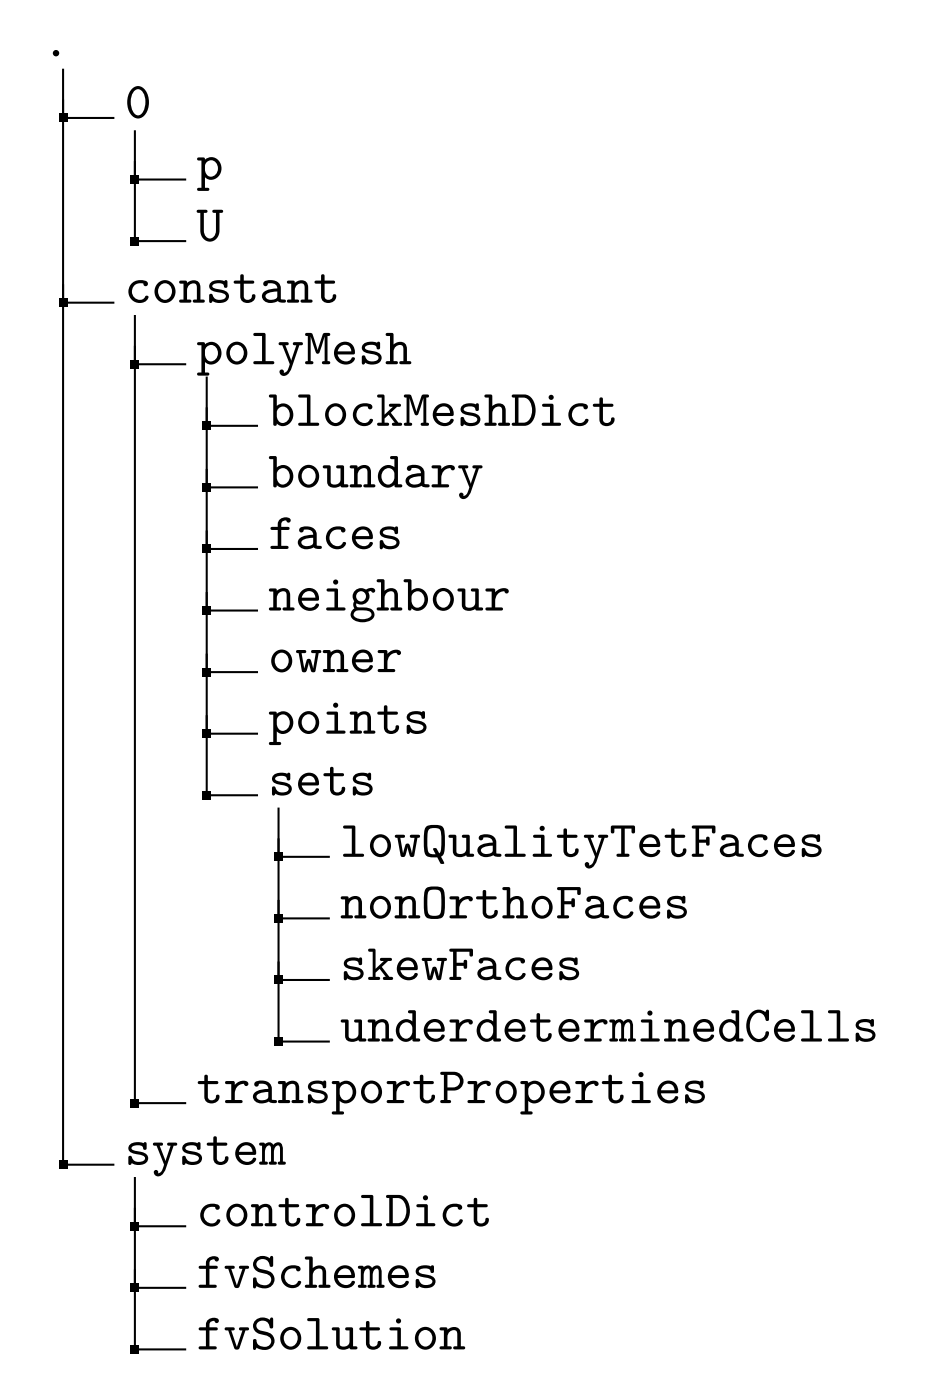 .
0
p
U
constant
polyMesh
blockMeshDict
boundary
faces
neighbour
owner
points
sets
lowQualityTetFaces
nonOrthoFaces
skewFaces
underdeterminedCells
transportProperties
system
controlDict
fvSchemes
fvSolution